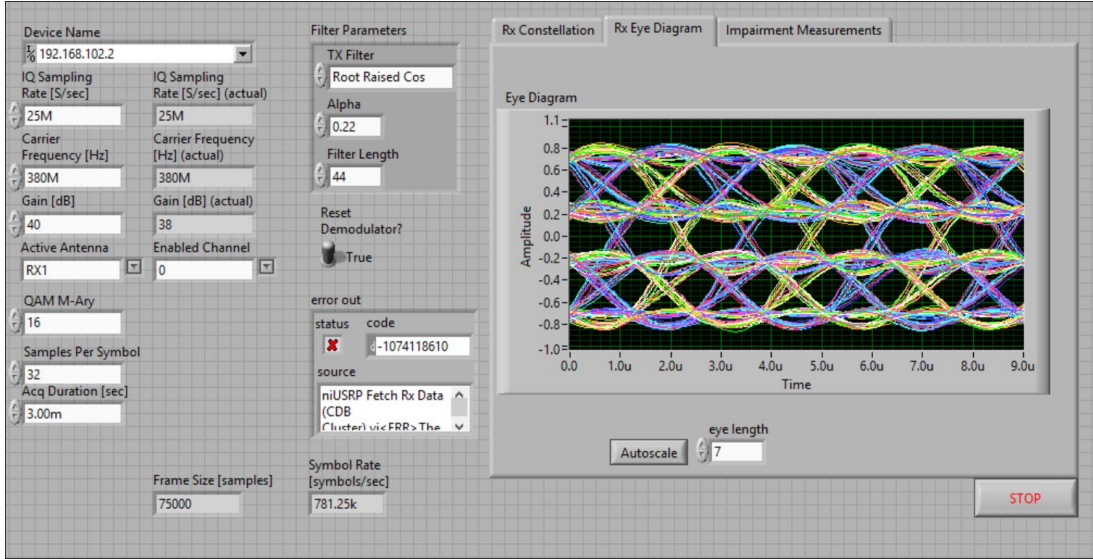 Device Name
192.168.102.2
IQ Sampling
Rate [S/sec]
25M
IQ Sampling
Rate [S/sec] (actual)
25M
Carrier
Frequency [Hz]
380M
Carrier Frequency
[Hz] (actual)
380M
Gain [dB]
40
Gain [dB] (actual)
38
Active Antenna
RX1
Enabled Channel
0
QAM M-Ary
16
Samples Per Symbol
32
Acq Duration [sec]
3.00m
Frame Size [samples]
75000
Filter Parameters
TX Filter
Root Raised Cos
Alpha
0.22
Filter Length
44
Reset
Demodulator?
True
error out
status
code
-1074118610
source
niUSRP Fetch Rx Data
(CDB
Cluster).vi<ERR>The
Symbol Rate
[symbols/sec]
781.25k
Rx Constellation
Rx Eye Diagram
Impairment Measurements
Eye Diagram
Amplitude
1.1
0.8
0.6
0.4
0.2
0.0
-0.2
-0.4
-0.6
-0.8
-1.0
0.0 1.0u 2.0u 3.0u 4.0u 5.0u 6.0u 7.0u 8.0u 9.0u
Time
Autoscale
eye length
7
STOP